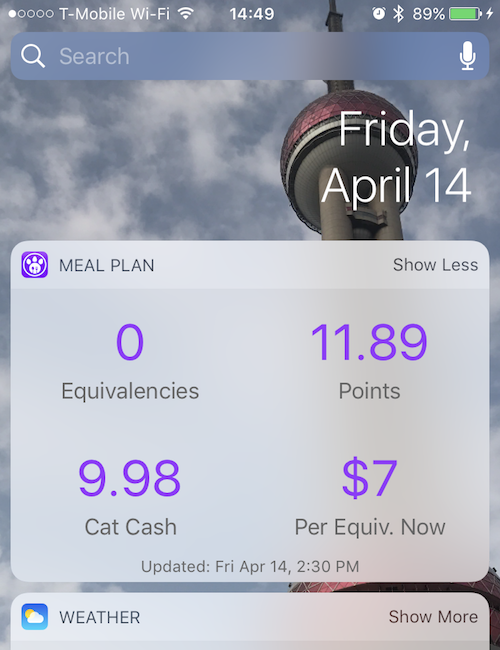 T-Mobile Wi-Fi 14:49 89%
Search
Friday,
April 14
MEAL PLAN Show Less
0 11.89
Equivalencies Points
9.98 $7
Cat Cash Per Equiv. Now
Updated: Fri Apr 14, 2:30 PM
WEATHER Show More